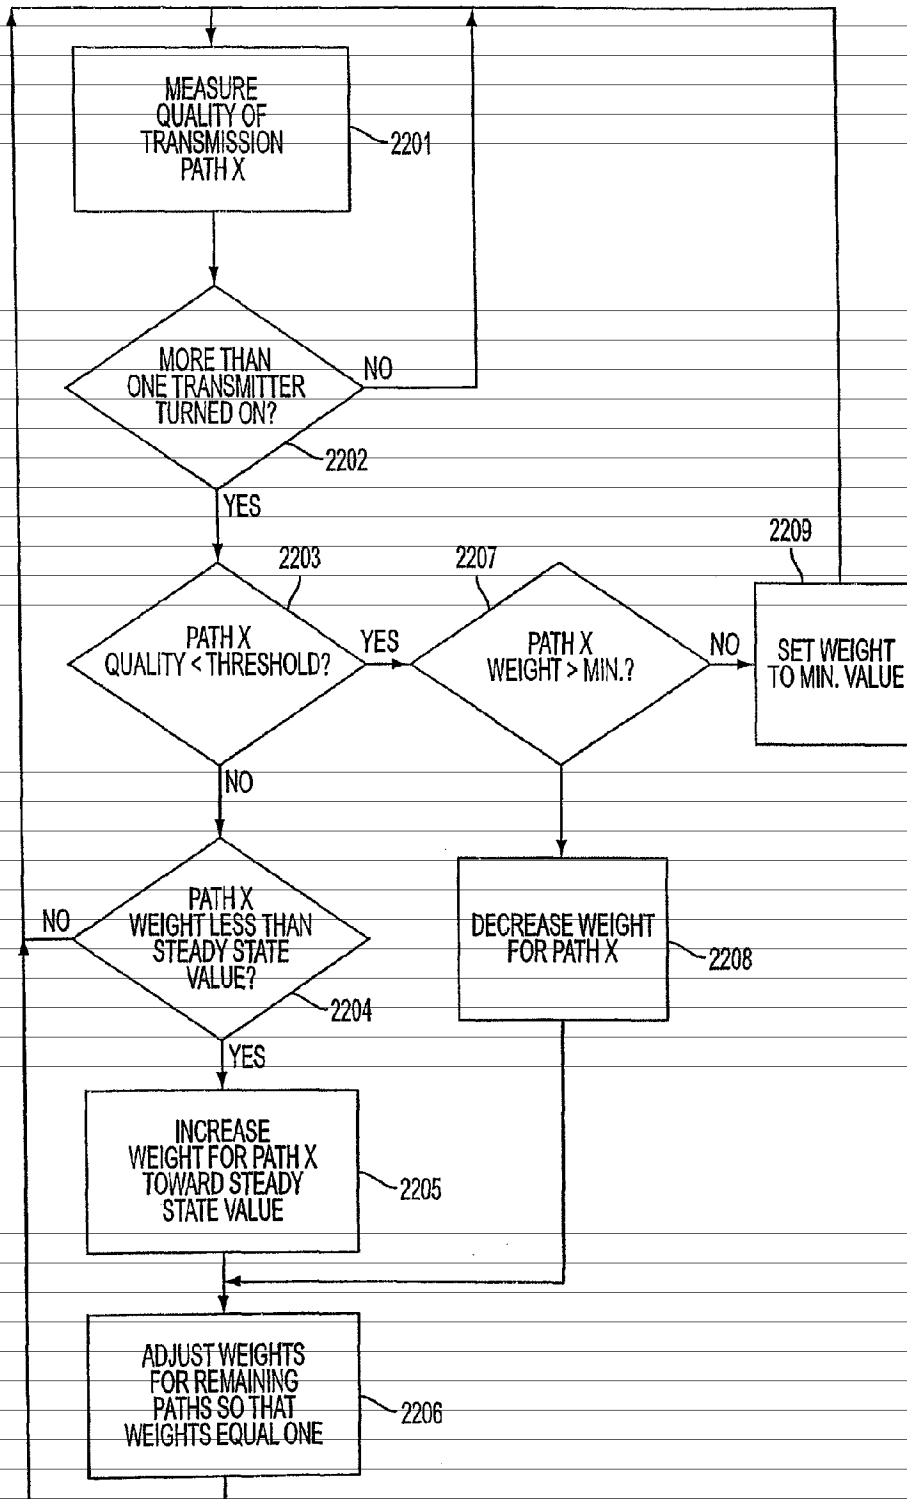 MEASURE
QUALITY OF
TRANSMISSION
PATH X
2201
MORE THAN
ONE TRANSMITTER
TURNED ON?
NO
2202
YES
2203
2207
2209
PATH X
QUALITY < THRESHOLD?
YES
PATH X
WEIGHT > MIN.?
NO
SET WEIGHT
TO MIN. VALUE
NO
PATH X
WEIGHT LESS THAN
STEADY STATE
VALUE?
NO
2204
DECREASE WEIGHT
FOR PATH X
2208
YES
INCREASE
WEIGHT FOR PATH X
TOWARD STEADY
STATE VALUE
2205
ADJUST WEIGHTS
FOR REMAINING
PATHS SO THAT
WEIGHTS EQUAL ONE
2206